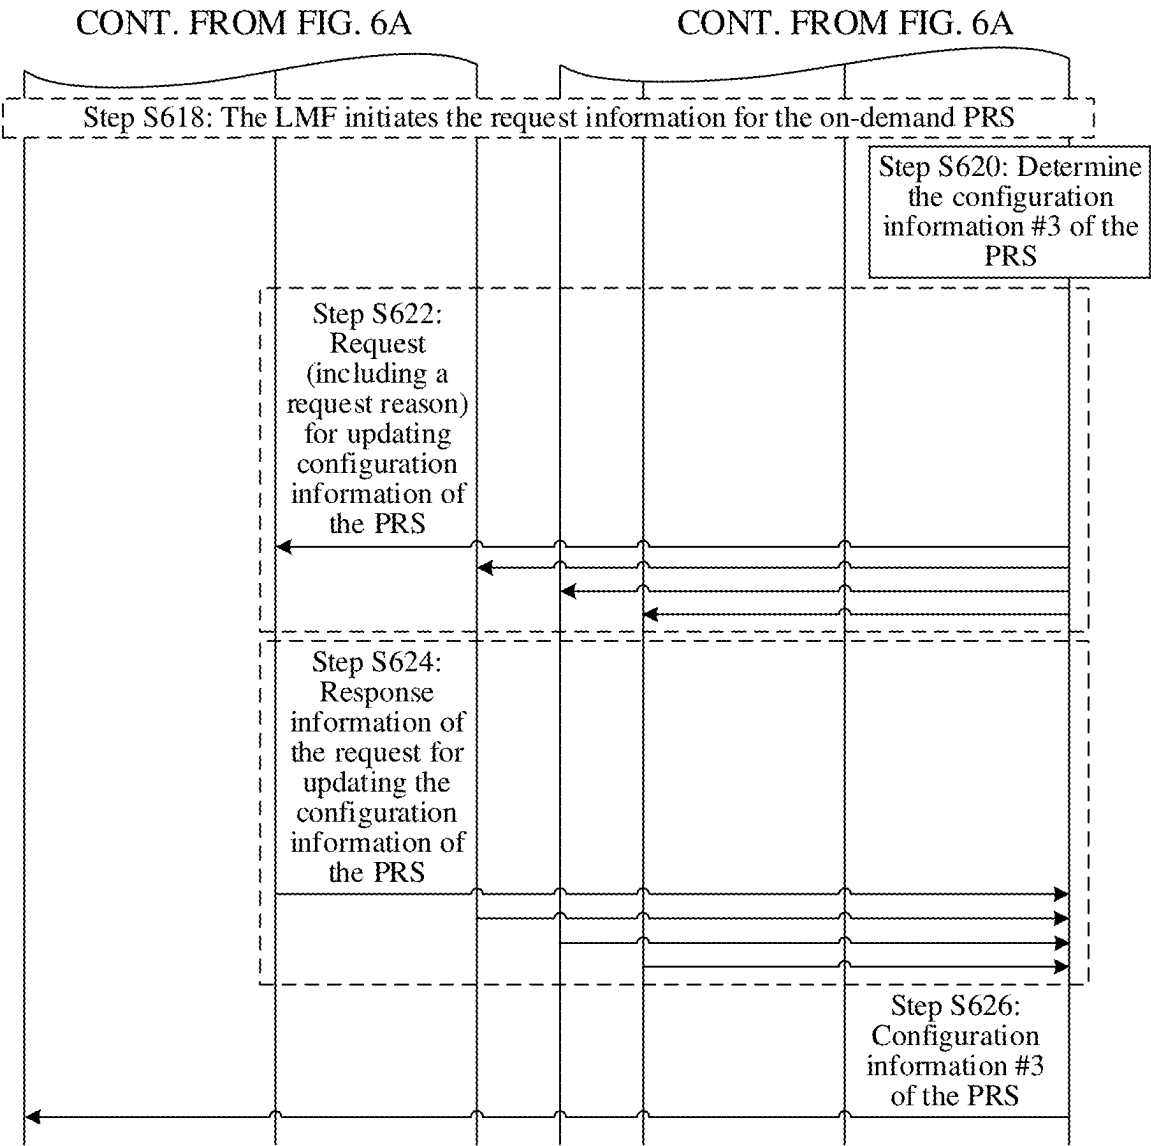 CONT. FROM FIG. 6A
CONT. FROM FIG. 6A
Step S618: The LMF initiates the request information for the on-demand PRS
Step S620: Determine
the configuration
information #3 of the
PRS
Step S622:
Request
(including a
request reason)
for updating
configuration
information of
the PRS
Step S624:
Response
information of
the request for
updating the
configuration
information of
the PRS
Step S626:
Configuration
information #3
of the PRS